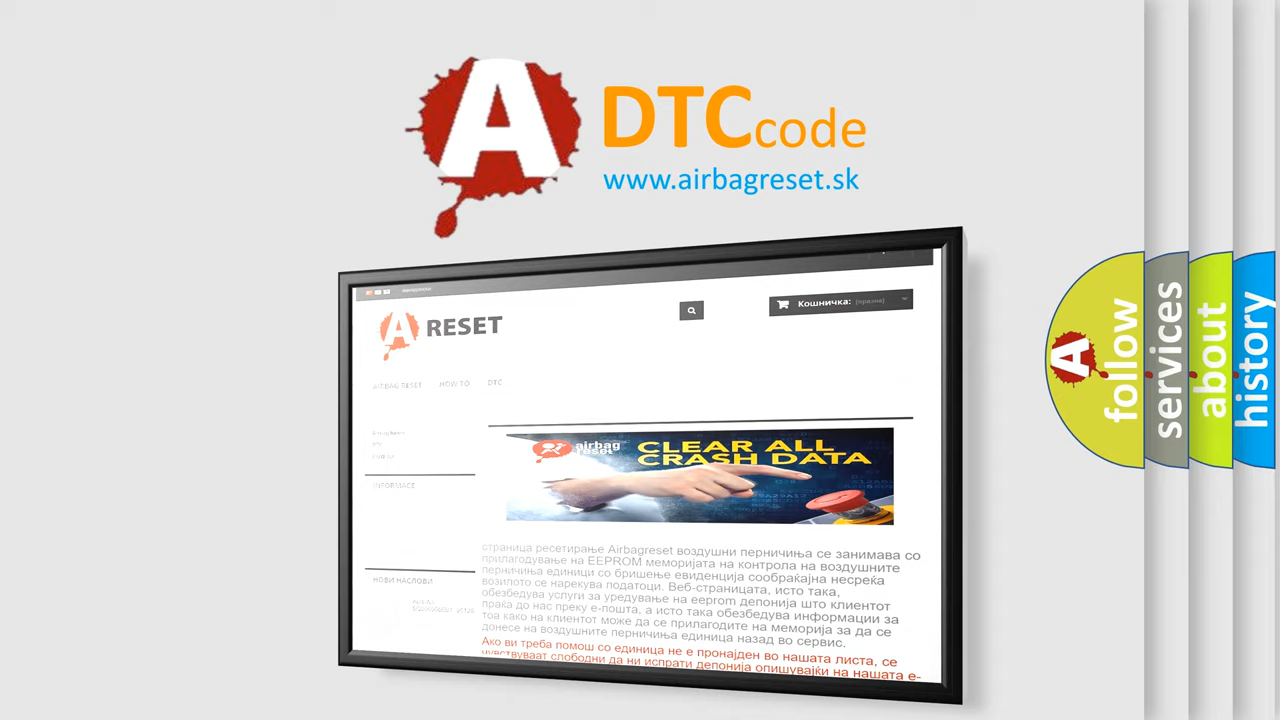 A
DTCcode
www.airbagreset.sk
Кошничка: (празно)
A RESET
AIRBAG RESET HOW TO DTC
airbag
reset
CLEAR ALL
CRASH DATA
INFORMACE
НОВИ НАСЛОВИ
страница ресетирање Airbagreset воздушни перничиња се занимава со
прилагодување на EEPROM меморијата на контрола на воздушните
перничиња единици со бришење евиденција сообраќајна несреќа
возилото се нарекува податоци. Веб-страницата, исто така,
обезбедува услуги за уредување на eeprom депонија што клиентот
праќа до нас преку е-пошта, а исто така обезбедува информации за
тоа како на клиентот може да се прилагодите на меморија за да се
донесе на воздушните перничиња единица назад во сервис.
Ако ви треба помош со единица не е пронајден во нашата листа, се
чувствуваат слободни да ни испрати депонија опишувајќи на нашата е-
A
follow
services
about
history